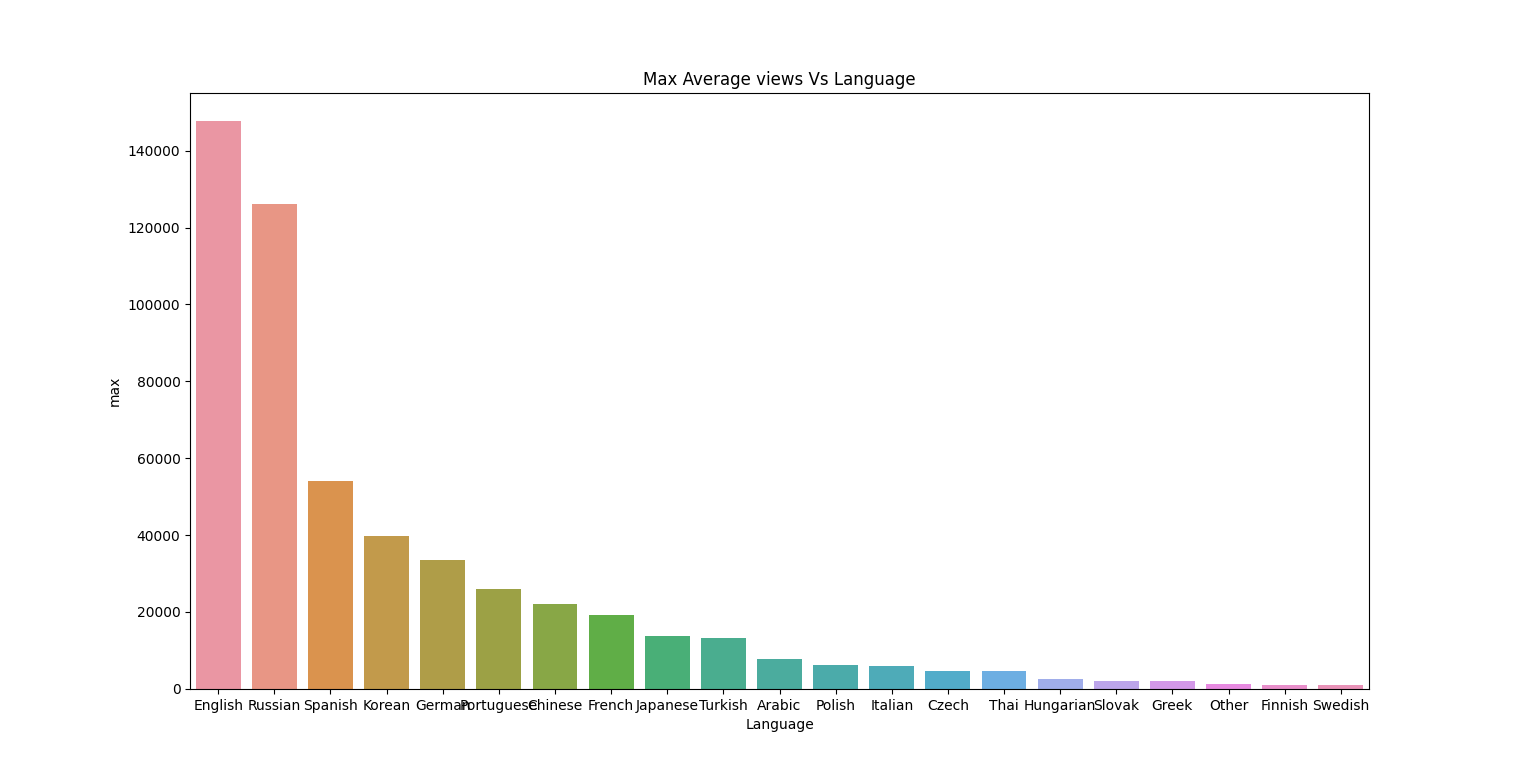 Max Average views Vs Language
140000
120000
100000
80000
60000
40000
20000
0
max
English Russian Spanish Korean German Portuguese Chinese French Japanese Turkish Arabic Polish Italian Czech Thai Hungarian Slovak Greek Other Finnish Swedish
Language